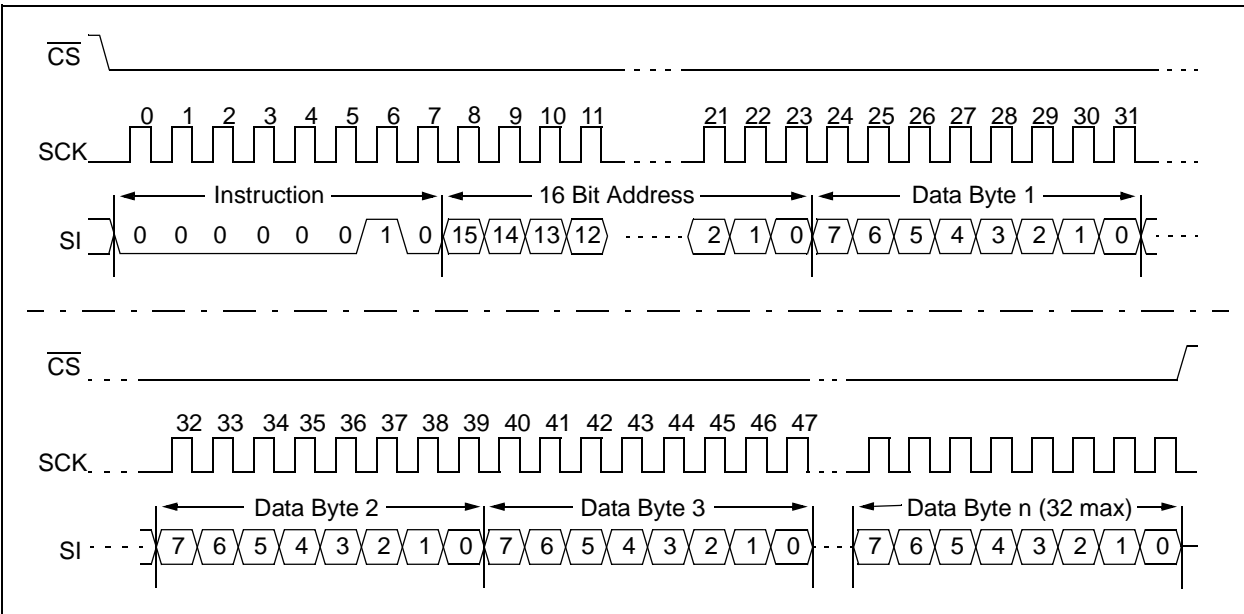 CS
0 1 2 3 4 5 6 7 8 9 10 11 21 22 23 24 25 26 27 28 29 30 31
SCK
Instruction 16 Bit Address Data Byte 1
SI 0 0 0 0 0 0 1 0 15 14 13 12 2 1 0 7 6 5 4 3 2 1 0
CS
32 33 34 35 36 37 38 39 40 41 42 43 44 45 46 47
SCK
Data Byte 2 Data Byte 3 Data Byte n (32 max)
SI 7 6 5 4 3 2 1 0 7 6 5 4 3 2 1 0 7 6 5 4 3 2 1 0